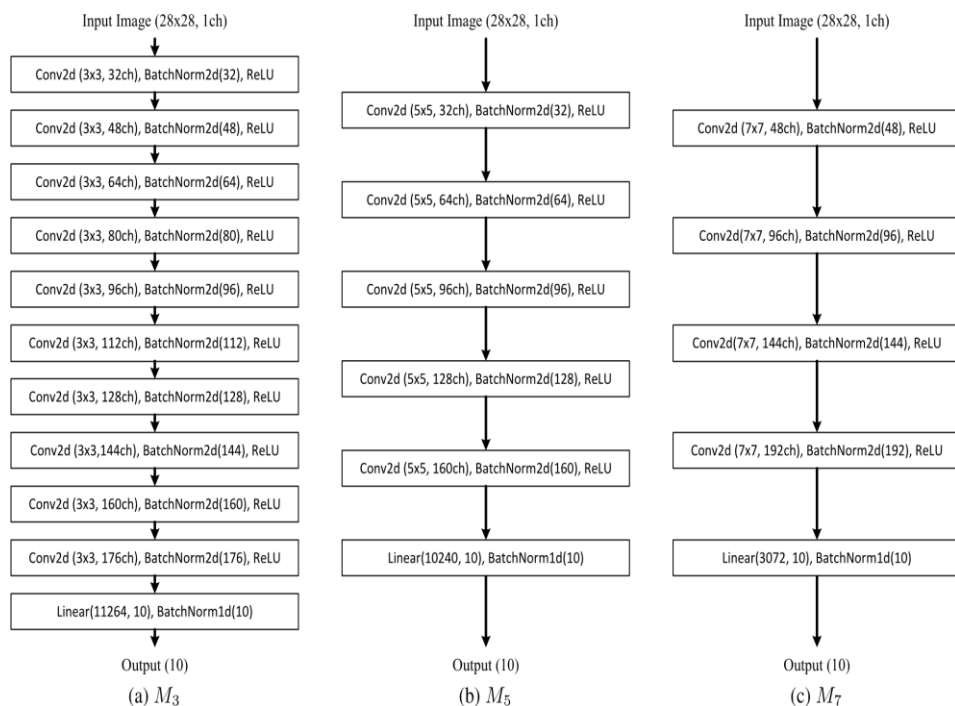 Input Image (28x28, 1ch)
Conv2d (3x3, 32ch), BatchNorm2d(32), ReLU
Conv2d (3x3, 48ch), BatchNorm2d(48), ReLU
Conv2d (3x3, 64ch), BatchNorm2d(64), ReLU
Conv2d (3x3, 80ch), BatchNorm2d(80), ReLU
Conv2d (3x3, 96ch), BatchNorm2d(96), ReLU
Conv2d (3x3, 112ch), BatchNorm2d(112), ReLU
Conv2d (3x3, 128ch), BatchNorm2d(128), ReLU
Conv2d (3x3,144ch), BatchNorm2d(144), ReLU
Conv2d (3x3, 160ch), BatchNorm2d(160), ReLU
Conv2d (3x3, 176ch), BatchNorm2d(176), ReLU
Linear(11264, 10), BatchNorm1d(10)
Output (10)
(a) M3
Input Image (28x28, 1ch)
Conv2d (5x5, 32ch), BatchNorm2d(32), ReLU
Conv2d (5x5, 64ch), BatchNorm2d(64), ReLU
Conv2d (5x5, 96ch), BatchNorm2d(96), ReLU
Conv2d (5x5, 128ch), BatchNorm2d(128), ReLU
Conv2d (5x5, 160ch), BatchNorm2d(160), ReLU
Linear(10240, 10), BatchNorm1d(10)
Output (10)
(b) M5
Input Image (28x28, 1ch)
Conv2d (7x7, 48ch), BatchNorm2d(48), ReLU
Conv2d(7x7, 96ch), BatchNorm2d(96), ReLU
Conv2d(7x7, 144ch), BatchNorm2d(144), ReLU
Conv2d (7x7, 192ch), BatchNorm2d(192), ReLU
Linear(3072, 10), BatchNorm1d(10)
Output (10)
(c) M7